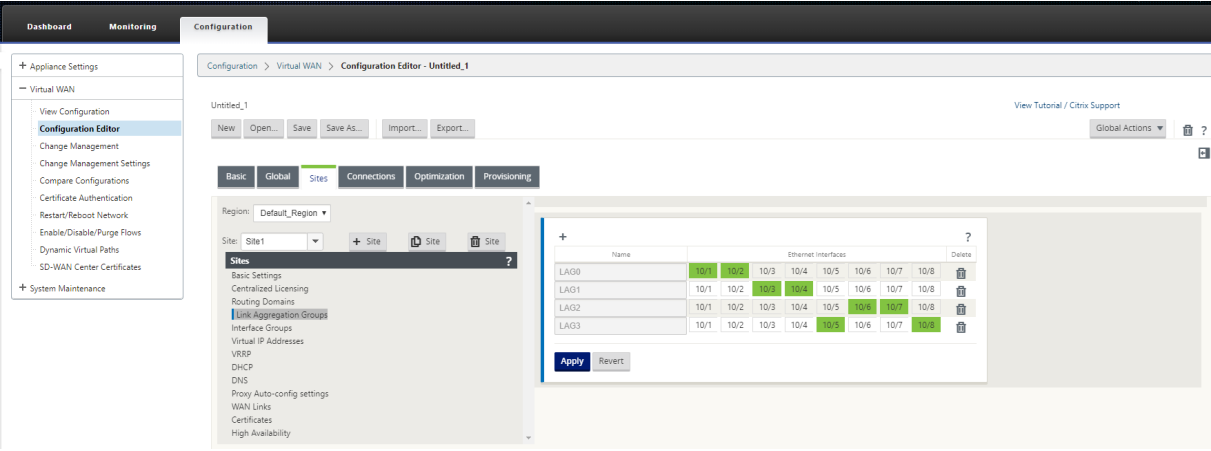 Dashboard Monitoring Configuration
+ Appliance Settings
− Virtual WAN
View Configuration
Configuration Editor
Change Management
Change Management Settings
Compare Configurations
Certificate Authentication
Restart/Reboot Network
Enable/Disable/Purge Flows
Dynamic Virtual Paths
SD-WAN Center Certificates
+ System Maintenance
Configuration > Virtual WAN > Configuration Editor - Untitled_1
Untitled_1 View Tutorial / Citrix Support
New Open... Save Save As... Import... Export... Global Actions ▼ ?
Basic Global Sites Connections Optimization Provisioning
Region: Default_Region ▼
Site: Site1 ▼ + Site Site Site
Sites ?
Basic Settings
Centralized Licensing
Routing Domains
Link Aggregation Groups
Interface Groups
Virtual IP Addresses
VRRP
DHCP
DNS
Proxy Auto-config settings
WAN Links
Certificates
High Availability
+ ?
Name Ethernet Interfaces Delete
LAG0 10/1 10/2 10/3 10/4 10/5 10/6 10/7 10/8
LAG1 10/1 10/2 10/3 10/4 10/5 10/6 10/7 10/8
LAG2 10/1 10/2 10/3 10/4 10/5 10/6 10/7 10/8
LAG3 10/1 10/2 10/3 10/4 10/5 10/6 10/7 10/8
Apply Revert